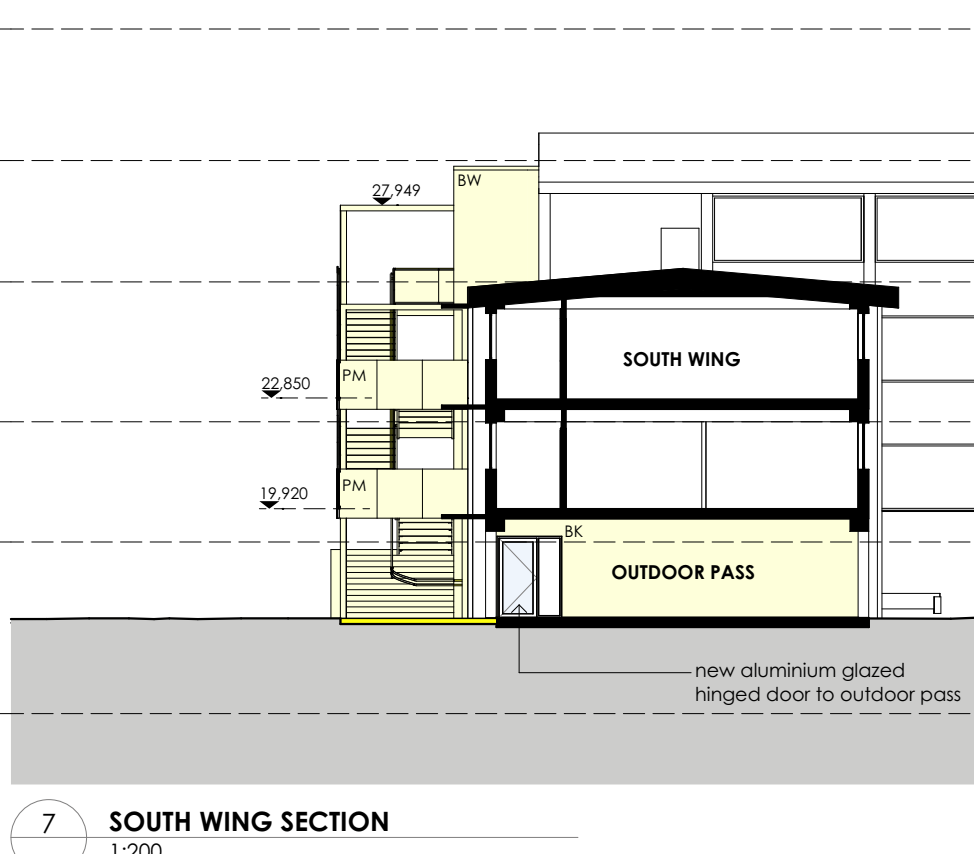 BW
27,949
SOUTH WING
PM
22,850
PM
19,920
BK
OUTDOOR PASS
new aluminium glazed
hinged door to outdoor pass
7
SOUTH WING SECTION
1:200